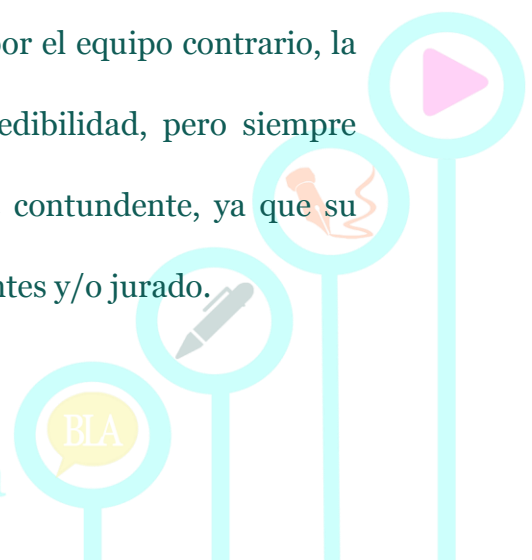 por el equipo contrario, la
edibilidad, pero siempre
contundente, ya que su
ntes y/o jurado.
BLA